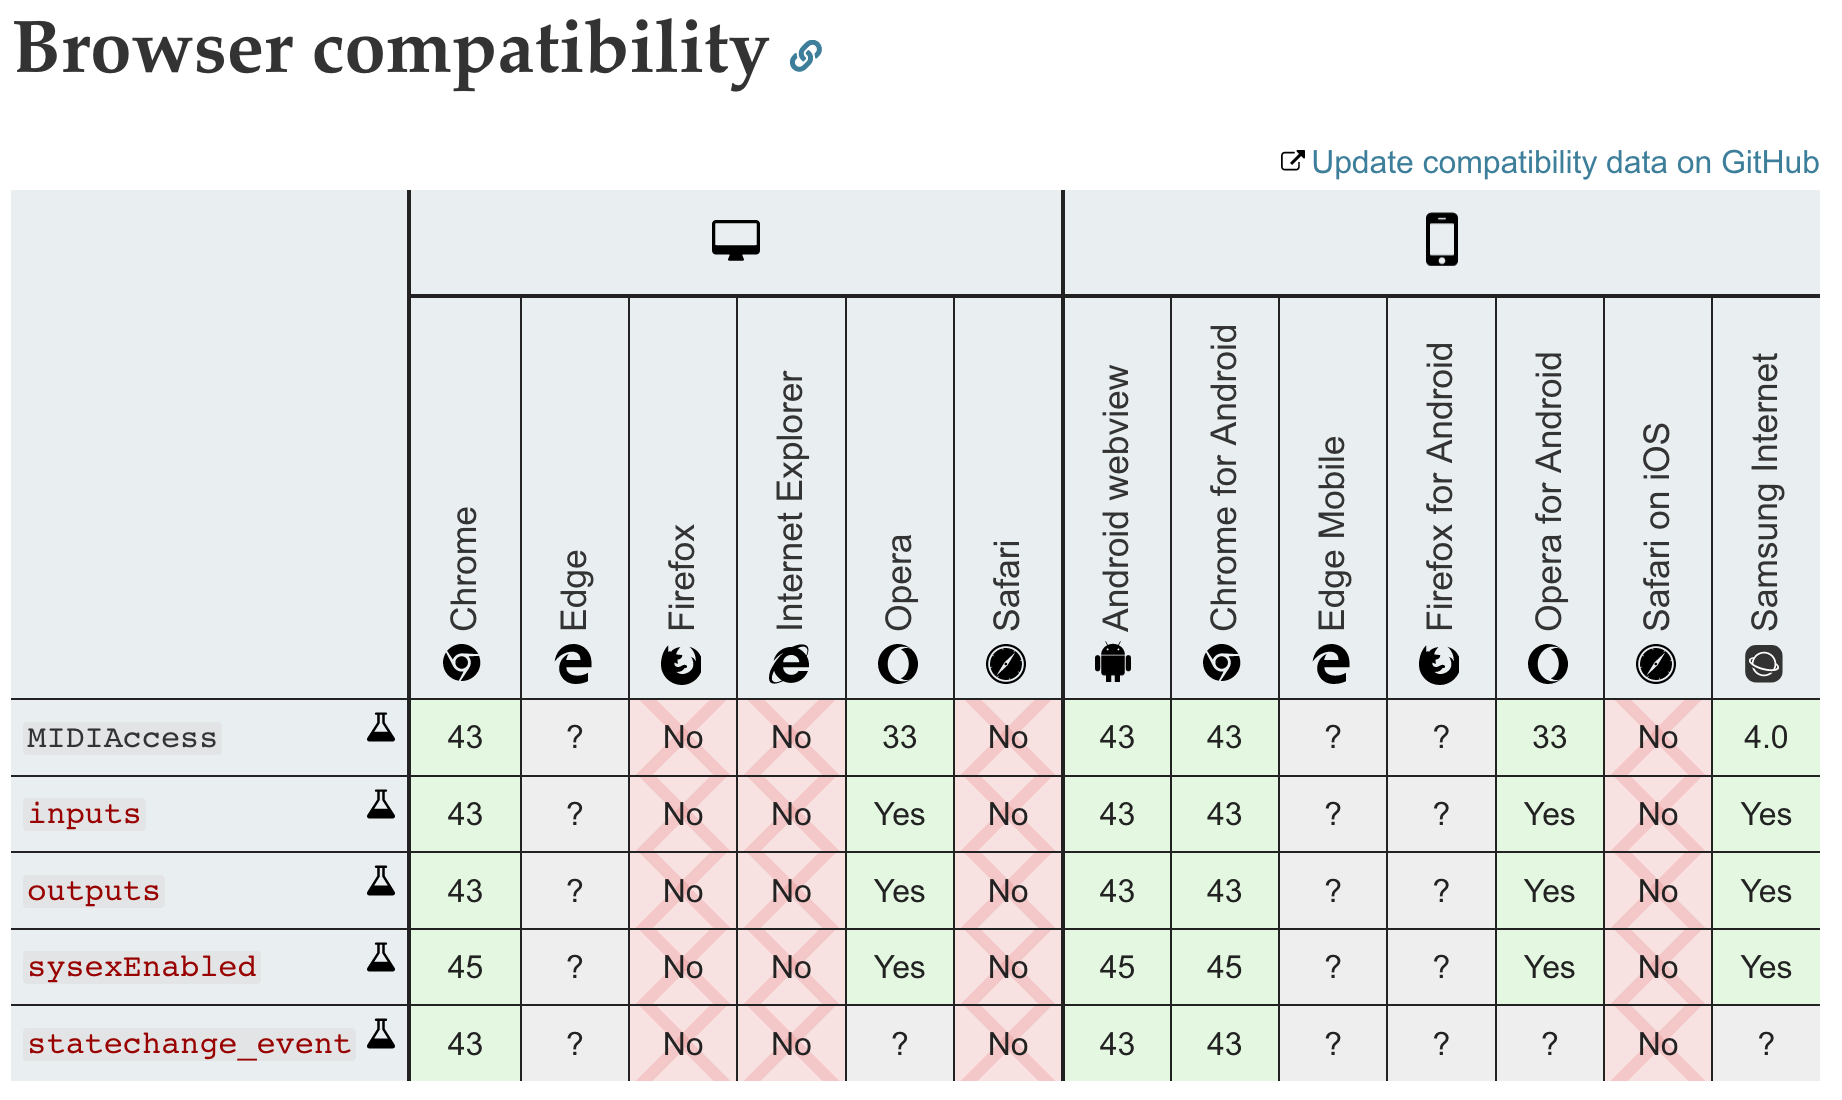 Browser compatibility
Update compatibility data on GitHub
Chrome Edge Firefox Internet Explorer Opera Safari Android webview Chrome for Android Edge Mobile Firefox for Android Opera for Android Safari on iOS Samsung Internet
MIDIAccess 43 ? No No 33 No 43 43 ? ? 33 No 4.0
inputs 43 ? No No Yes No 43 43 ? ? Yes No Yes
outputs 43 ? No No Yes No 43 43 ? ? Yes No Yes
sysexEnabled 45 ? No No Yes No 45 45 ? ? Yes No Yes
statechange_event 43 ? No No ? No 43 43 ? ? ? No ?